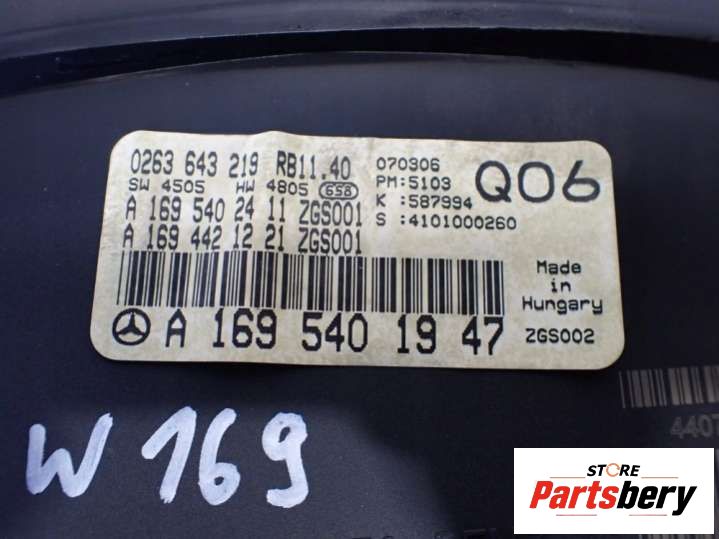 0263 643 219 RB11.40
SW 4505 HW 4805 658
A 169 540 24 11 ZGS001
A 169 442 12 21 ZGS001
070306
PM:5103
K :587994
S :4101000260
Q06
Made
in
Hungary
ZGS002
A 169 540 19 47
W169
STORE
Partsbery